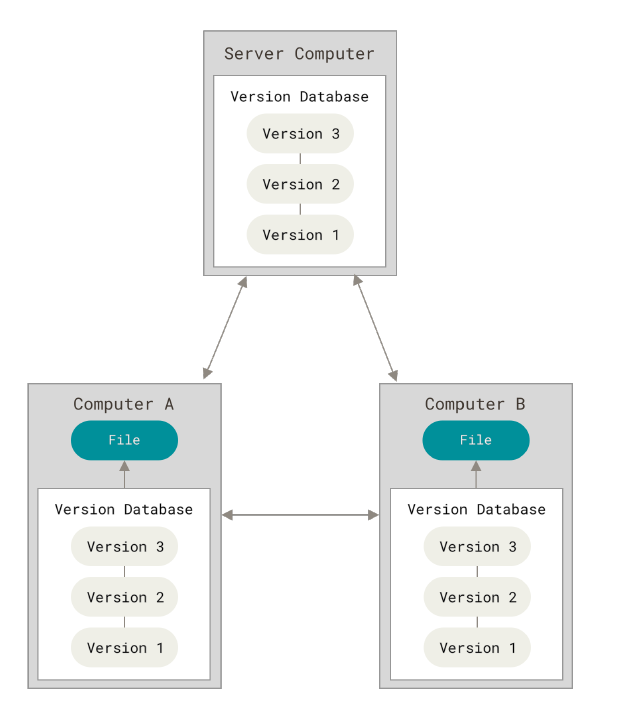 Server Computer
Version Database
Version 3
Version 2
Version 1
Computer A
File
Version Database
Version 3
Version 2
Version 1
Computer B
File
Version Database
Version 3
Version 2
Version 1